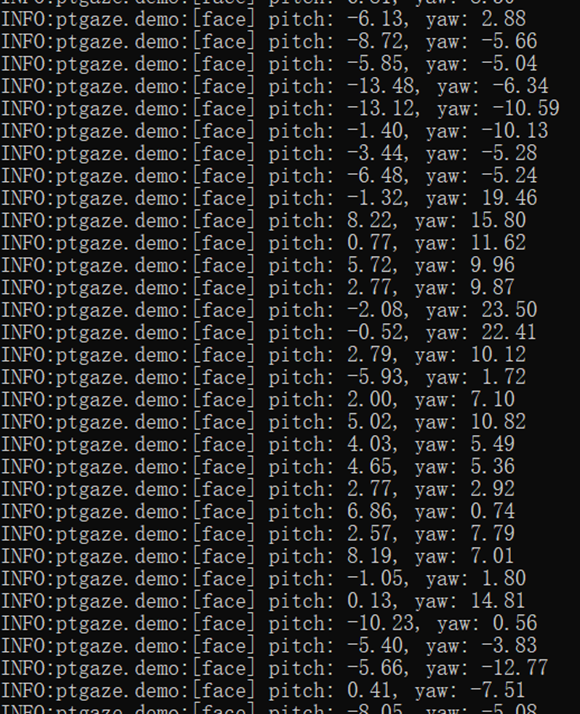 INFO:ptgaze.demo:[face] pitch: -6.13, yaw: 2.88
INFO:ptgaze.demo:[face] pitch: -8.72, yaw: -5.66
INFO:ptgaze.demo:[face] pitch: -5.85, yaw: -5.04
INFO:ptgaze.demo:[face] pitch: -13.48, yaw: -6.34
INFO:ptgaze.demo:[face] pitch: -13.12, yaw: -10.59
INFO:ptgaze.demo:[face] pitch: -1.40, yaw: -10.13
INFO:ptgaze.demo:[face] pitch: -3.44, yaw: -5.28
INFO:ptgaze.demo:[face] pitch: -6.48, yaw: -5.24
INFO:ptgaze.demo:[face] pitch: -1.32, yaw: 19.46
INFO:ptgaze.demo:[face] pitch: 8.22, yaw: 15.80
INFO:ptgaze.demo:[face] pitch: 0.77, yaw: 11.62
INFO:ptgaze.demo:[face] pitch: 5.72, yaw: 9.96
INFO:ptgaze.demo:[face] pitch: 2.77, yaw: 9.87
INFO:ptgaze.demo:[face] pitch: -2.08, yaw: 23.50
INFO:ptgaze.demo:[face] pitch: -0.52, yaw: 22.41
INFO:ptgaze.demo:[face] pitch: 2.79, yaw: 10.12
INFO:ptgaze.demo:[face] pitch: -5.93, yaw: 1.72
INFO:ptgaze.demo:[face] pitch: 2.00, yaw: 7.10
INFO:ptgaze.demo:[face] pitch: 5.02, yaw: 10.82
INFO:ptgaze.demo:[face] pitch: 4.03, yaw: 5.49
INFO:ptgaze.demo:[face] pitch: 4.65, yaw: 5.36
INFO:ptgaze.demo:[face] pitch: 2.77, yaw: 2.92
INFO:ptgaze.demo:[face] pitch: 6.86, yaw: 0.74
INFO:ptgaze.demo:[face] pitch: 2.57, yaw: 7.79
INFO:ptgaze.demo:[face] pitch: 8.19, yaw: 7.01
INFO:ptgaze.demo:[face] pitch: -1.05, yaw: 1.80
INFO:ptgaze.demo:[face] pitch: 0.13, yaw: 14.81
INFO:ptgaze.demo:[face] pitch: -10.23, yaw: 0.56
INFO:ptgaze.demo:[face] pitch: -5.40, yaw: -3.83
INFO:ptgaze.demo:[face] pitch: -5.66, yaw: -12.77
INFO:ptgaze.demo:[face] pitch: 0.41, yaw: -7.51
INFO:ptgaze.demo:[face] pitch: -8.05, yaw: -5.08